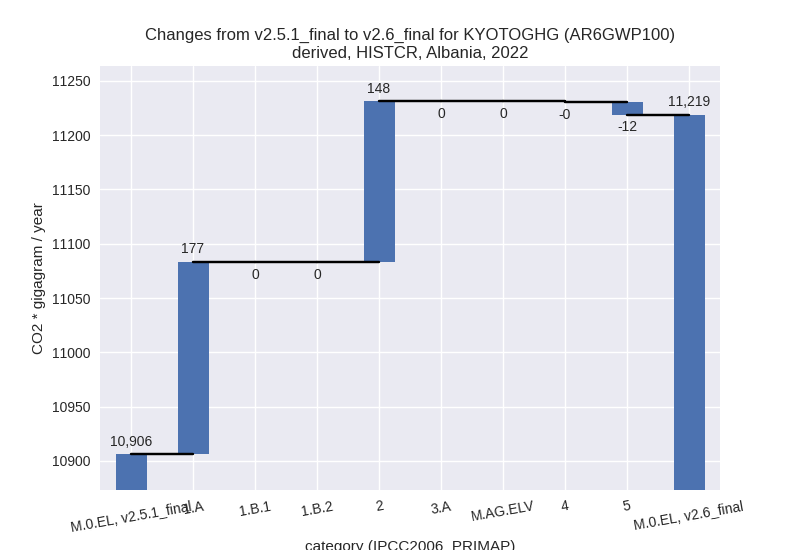 Changes from v2.5.1_final to v2.6_final for KYOTOGHG (AR6GWP100)
derived, HISTCR, Albania, 2022
CO2 * gigagram / year
11250
11200
11150
11100
11050
11000
10950
10900
10,906
177
0
0
148
0
0
-0
-12
11,219
M.0.EL, v2.5.1_final
1.A
1.B.1
1.B.2
2
3.A
M.AG.ELV
4
5
M.0.EL, v2.6_final
category (IPCC2006_PRIMAP)